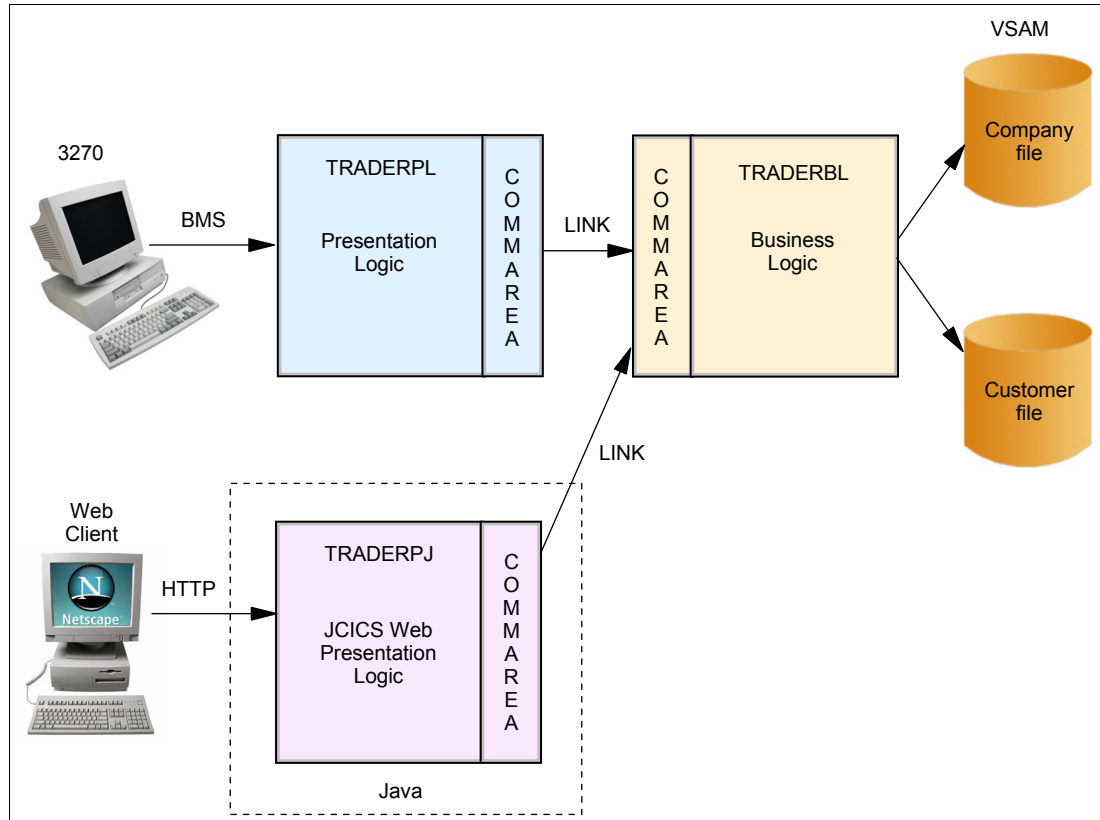 VSAM
Company
file
3270
BMS
TRADERPL
Presentation
Logic
COMMAREA
LINK
COMMAREA
TRADERBL
Business
Logic
Customer
file
LINK
Web
Client
N
Netscape
HTTP
TRADERPJ
JCICS Web
Presentation
Logic
COMMAREA
Java